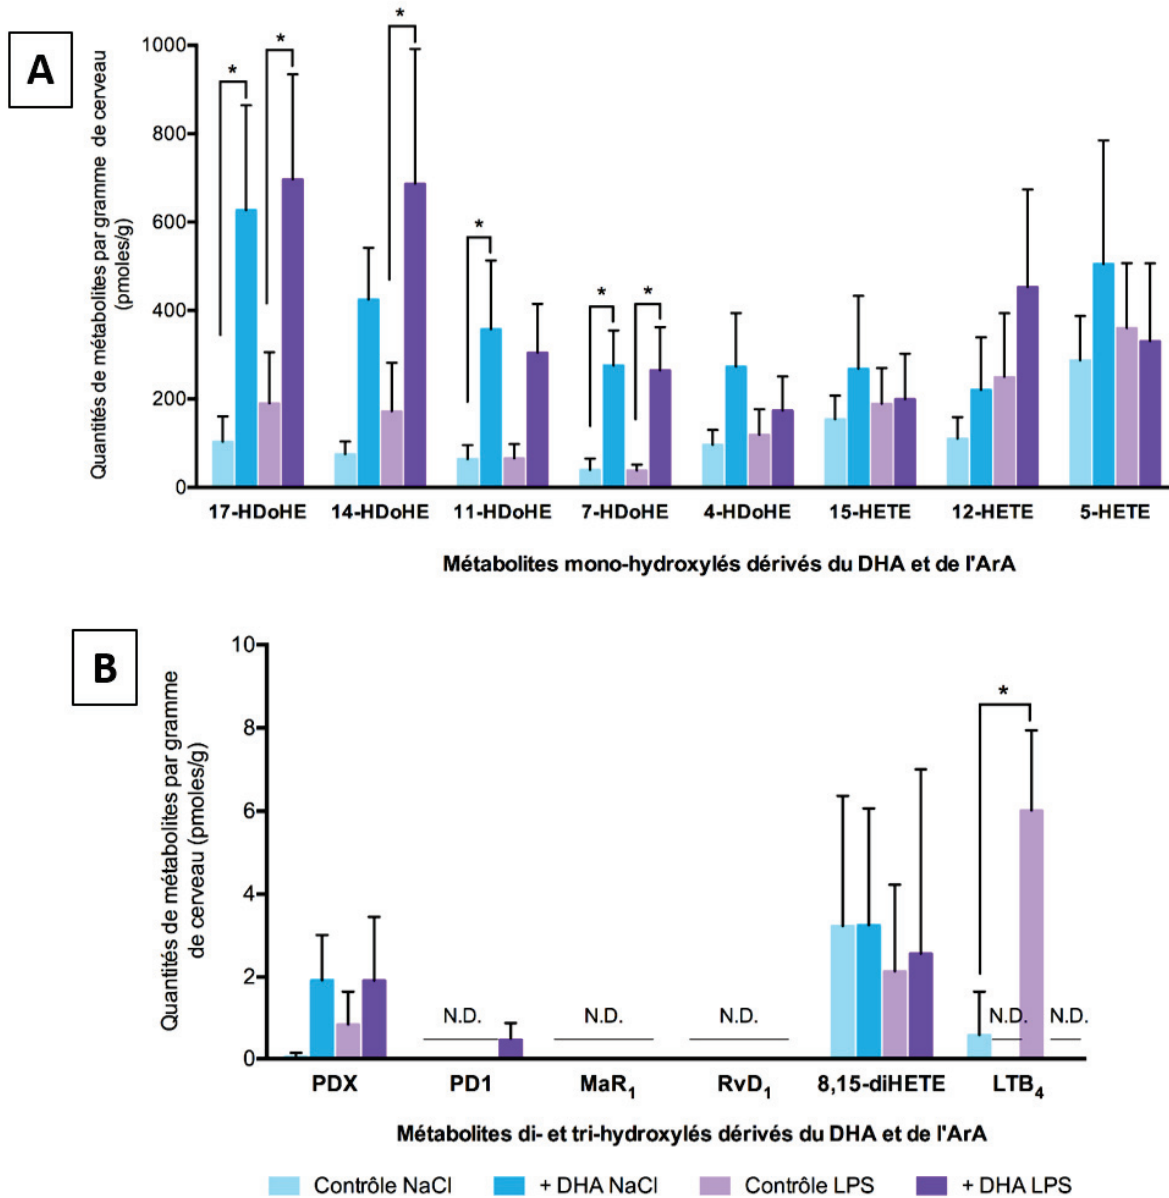 A
Quantités de métabolites par gramme de cerveau
(pmoles/g)
1000
800
600
400
200
0
* * * * * *
17-HDoHE 14-HDoHE 11-HDoHE 7-HDoHE 4-HDoHE 15-HETE 12-HETE 5-HETE
Métabolites mono-hydroxylés dérivés du DHA et de l'ArA
B
Quantités de métabolites par gramme
de cerveau (pmoles/g)
10
8
6
4
2
0
*
N.D. N.D. N.D. N.D. N.D.
PDX PD1 MaR₁ RvD₁ 8,15-diHETE LTB₄
Métabolites di- et tri-hydroxylés dérivés du DHA et de l'ArA
Contrôle NaCl + DHA NaCl Contrôle LPS + DHA LPS